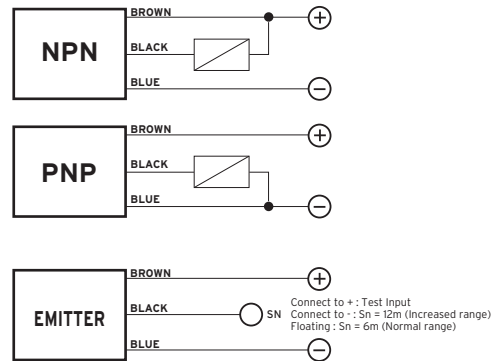 BROWN
NPN
BLACK
BLUE
BROWN
PNP
BLACK
BLUE
BROWN
EMITTER
BLACK
SN
Connect to + : Test Input
Connect to - : Sn = 12m (Increased range)
Floating : Sn = 6m (Normal range)
BLUE